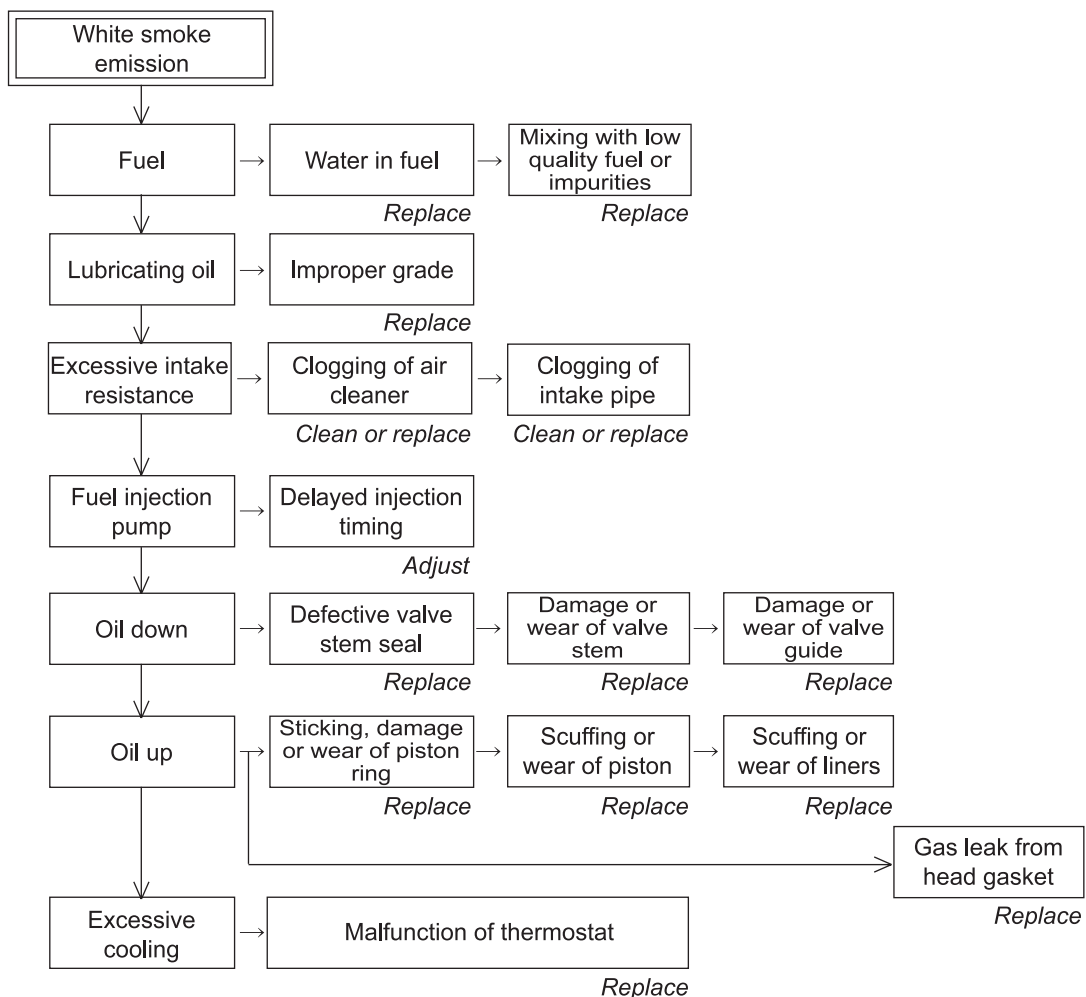 White smoke
emission
Fuel
Water in fuel
Mixing with low
quality fuel or
impurities
Replace
Replace
Lubricating oil
Improper grade
Replace
Excessive intake
resistance
Clogging of air
cleaner
Clogging of
intake pipe
Clean or replace
Clean or replace
Fuel injection
pump
Delayed injection
timing
Adjust
Oil down
Defective valve
stem seal
Damage or
wear of valve
stem
Damage or
wear of valve
guide
Replace
Replace
Replace
Oil up
Sticking, damage
or wear of piston
ring
Scuffing or
wear of piston
Scuffing or
wear of liners
Replace
Replace
Replace
Gas leak from
head gasket
Replace
Excessive
cooling
Malfunction of thermostat
Replace